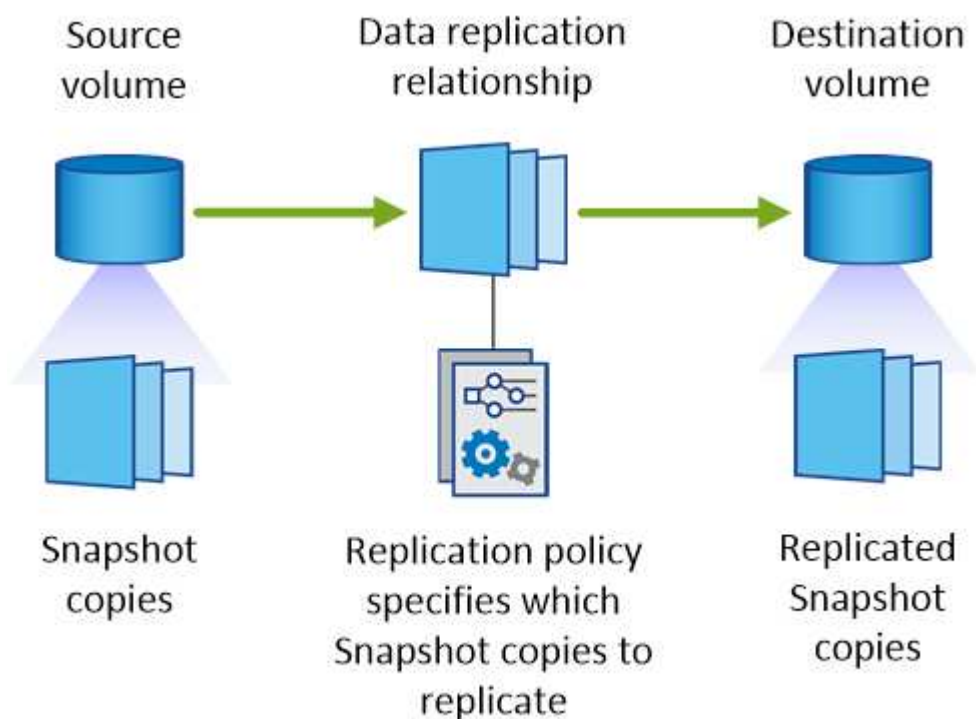 Source
volume
Data replication
relationship
Destination
volume
Snapshot
copies
Replication policy
specifies which
Snapshot copies to
replicate
Replicated
Snapshot
copies